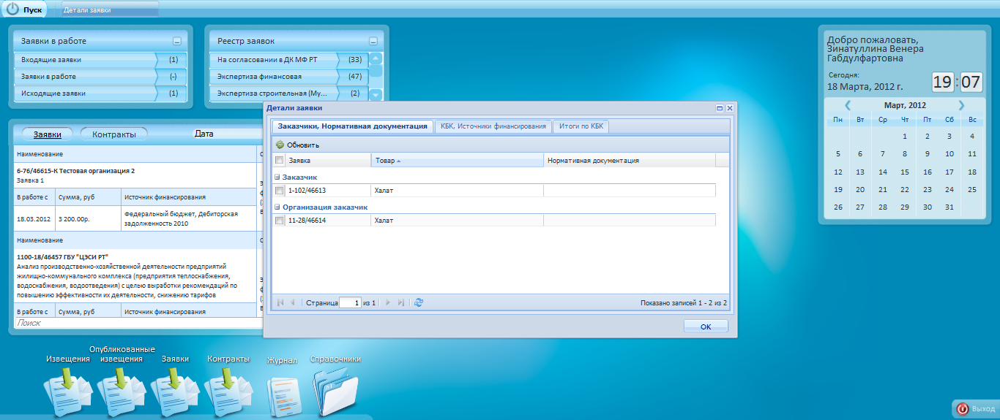 Пуск
Детали заявки
Заявки в работе
Входящие заявки (1)
Заявки в работе (-)
Исходящие заявки (1)
Реестр заявок
На согласовании в ДК МФ РТ (33)
Экспертиза финансовая (47)
Экспертиза строительная (Му... (2)
Добро пожаловать,
Зинатуллина Венера
Габдулфартовна
Сегодня:
18 Марта, 2012 г.
19:07
Март, 2012
Пн Вт Ср Чт Пт Сб Вс
1 2 3 4
5 6 7 8 9 10 11
12 13 14 15 16 17 18
19 20 21 22 23 24 25
26 27 28 29 30 31
Заявки Контракты Дата
Наименование
6-76/46615-К Тестовая организация 2
Заявка 1
В работе с Сумма, руб Источник финансирования
18.03.2012 3 200.00р. Федеральный бюджет, Дебиторская
задолженность 2010
Наименование
1100-18/46457 ГБУ "ЦЭСИ РТ"
Анализ производственно-хозяйственной деятельности предприятий
жилищно-коммунального комплекса (предприятия теплоснабжения,
водоснабжения, водоотведения) с целью выработки рекомендаций по
повышению эффективности их деятельности, снижению тарифов
В работе с Сумма, руб Источник финансирования
Поиск
Детали заявки
Заказчики, Нормативная документация КБК, Источники финансирования Итоги по КБК
Обновить
Заявка Товар Нормативная документация
Заказчик
1-102/46613 Халат
Организация заказчик
11-28/46614 Халат
Страница 1 из 1 Показано записей 1 - 2 из 2
OK
Извещения
Опубликованные
извещения
Заявки
Контракты
Журнал
Справочники
Выход